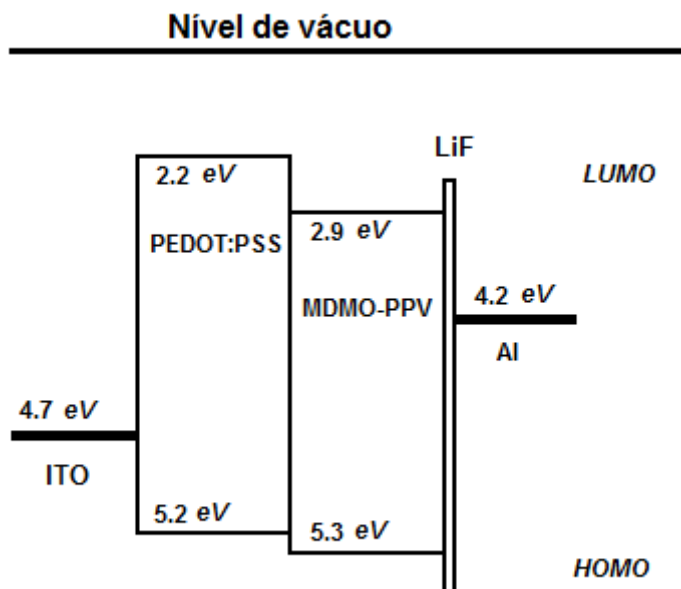 Nível de vácuo
LiF
2.2 eV
LUMO
2.9 eV
PEDOT:PSS
4.2 eV
MDMO-PPV
Al
4.7 eV
ITO
5.2 eV
5.3 eV
HOMO